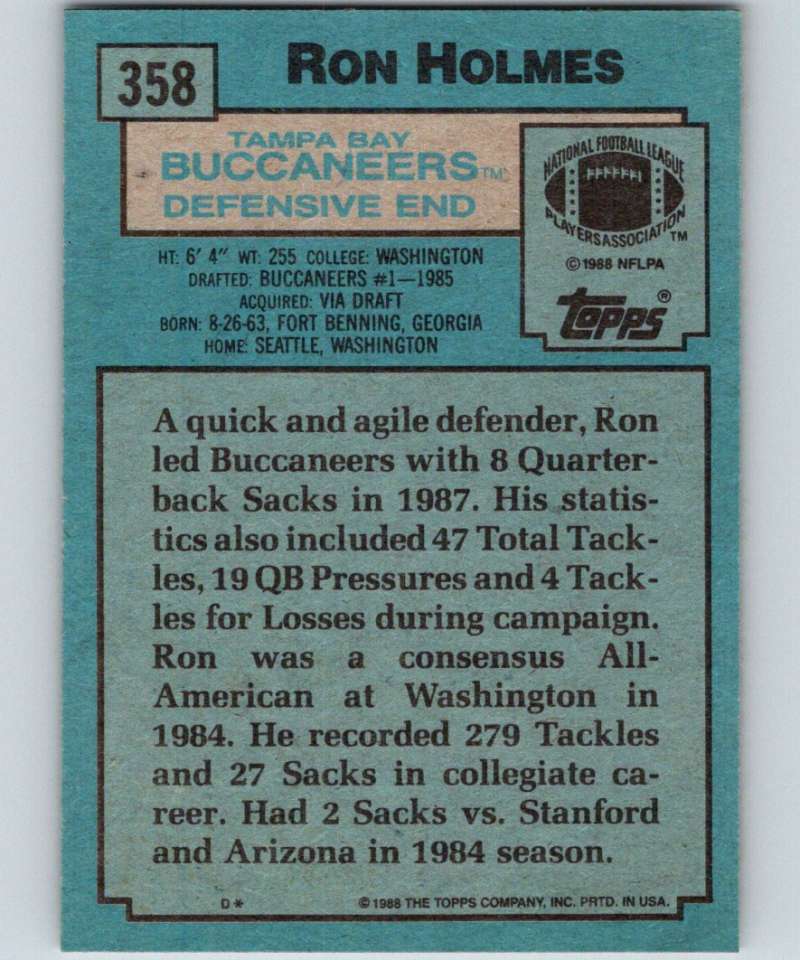 358
RON HOLMES
TAMPA BAY
BUCCANEERS™
DEFENSIVE END
NATIONAL FOOTBALL LEAGUE
PLAYERS ASSOCIATION™
©1988 NFLPA
TOPPS®
HT: 6' 4" WT: 255 COLLEGE: WASHINGTON
DRAFTED: BUCCANEERS #1—1985
ACQUIRED: VIA DRAFT
BORN: 8-26-63, FORT BENNING, GEORGIA
HOME: SEATTLE, WASHINGTON
A quick and agile defender, Ron
led Buccaneers with 8 Quarter-
back Sacks in 1987. His statis-
tics also included 47 Total Tack-
les, 19 QB Pressures and 4 Tack-
les for Losses during campaign.
Ron was a consensus All-
American at Washington in
1984. He recorded 279 Tackles
and 27 Sacks in collegiate ca-
reer. Had 2 Sacks vs. Stanford
and Arizona in 1984 season.
D*
©1988 THE TOPPS COMPANY, INC. PRTD. IN USA.